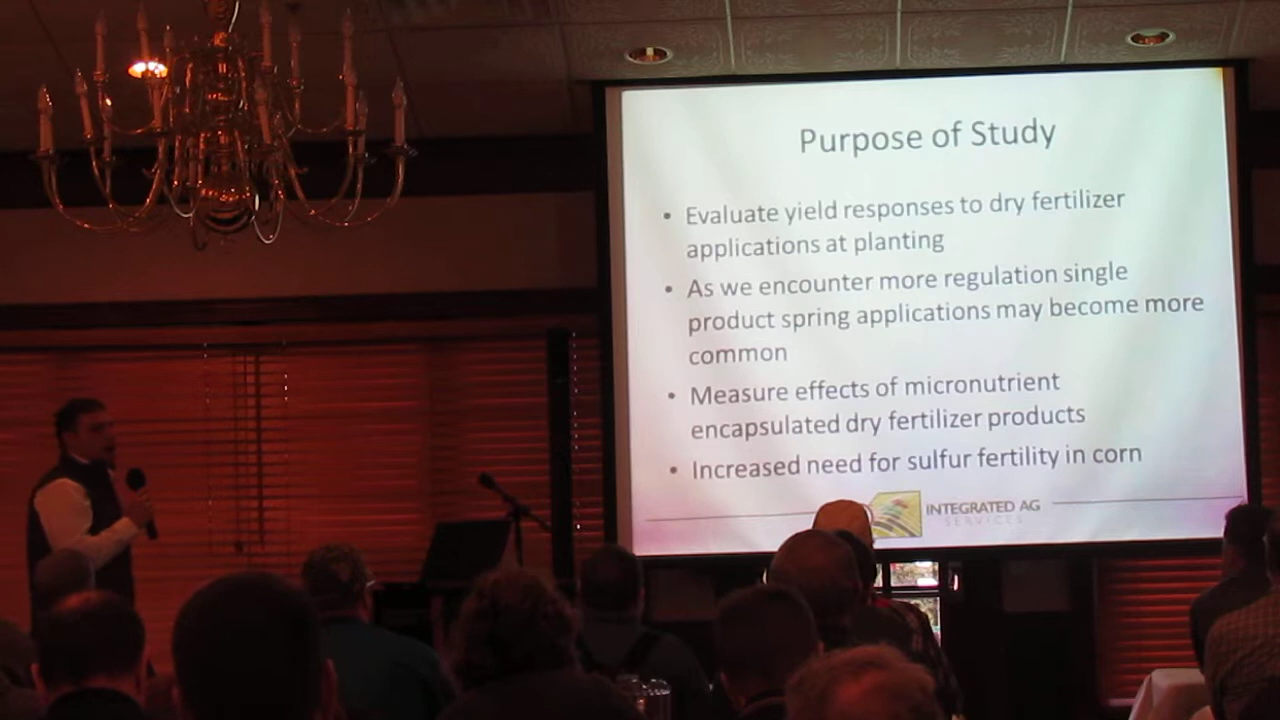 Purpose of Study
• Evaluate yield responses to dry fertilizer
applications at planting
• As we encounter more regulation single
product spring applications may become more
common
• Measure effects of micronutrient
encapsulated dry fertilizer products
• Increased need for sulfur fertility in corn
INTEGRATED AG
SERVICES